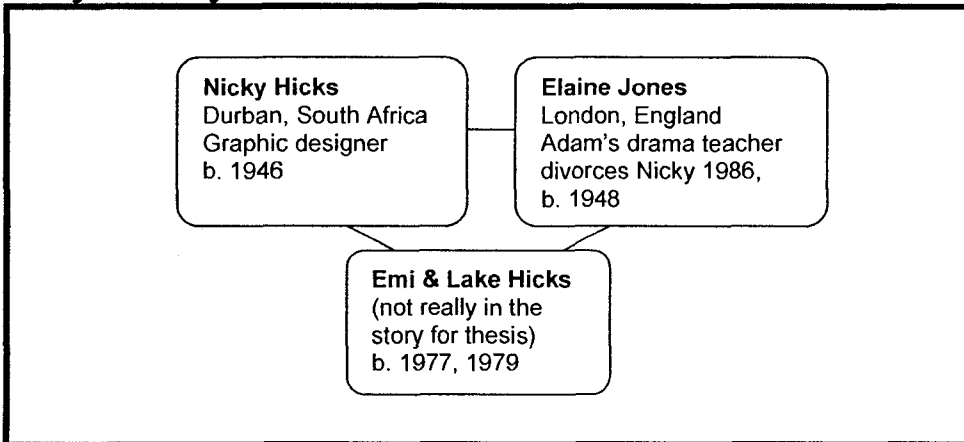 Nicky Hicks
Durban, South Africa
Graphic designer
b. 1946
Elaine Jones
London, England
Adam's drama teacher
divorces Nicky 1986,
b. 1948
Emi & Lake Hicks
(not really in the
story for thesis)
b. 1977, 1979